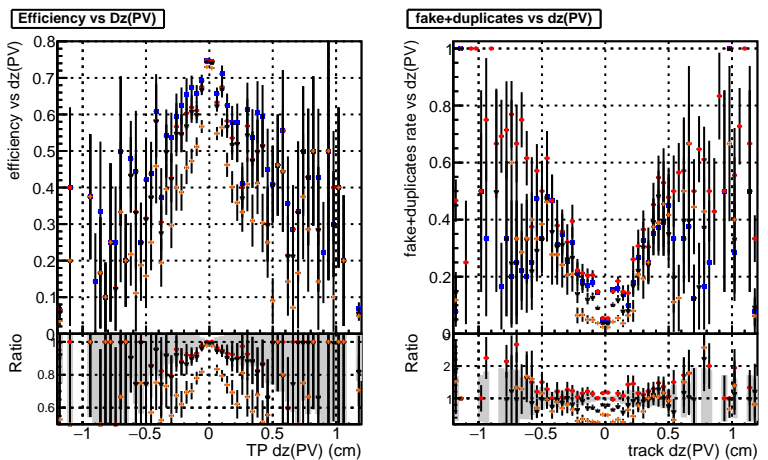 Efficiency vs Dz(PV)
efficiency vs dz(PV)
0.8
0.7
0.6
0.5
0.4
0.3
0.2
0.1
0
Ratio
1
0.8
0.6
−1 −0.5 0 0.5 1
TP dz(PV) (cm)
fake+duplicates vs dz(PV)
fake+duplicates rate vs dz(PV)
1
0.8
0.6
0.4
0.2
0
Ratio
2
1
−1 −0.5 0 0.5 1
track dz(PV) (cm)